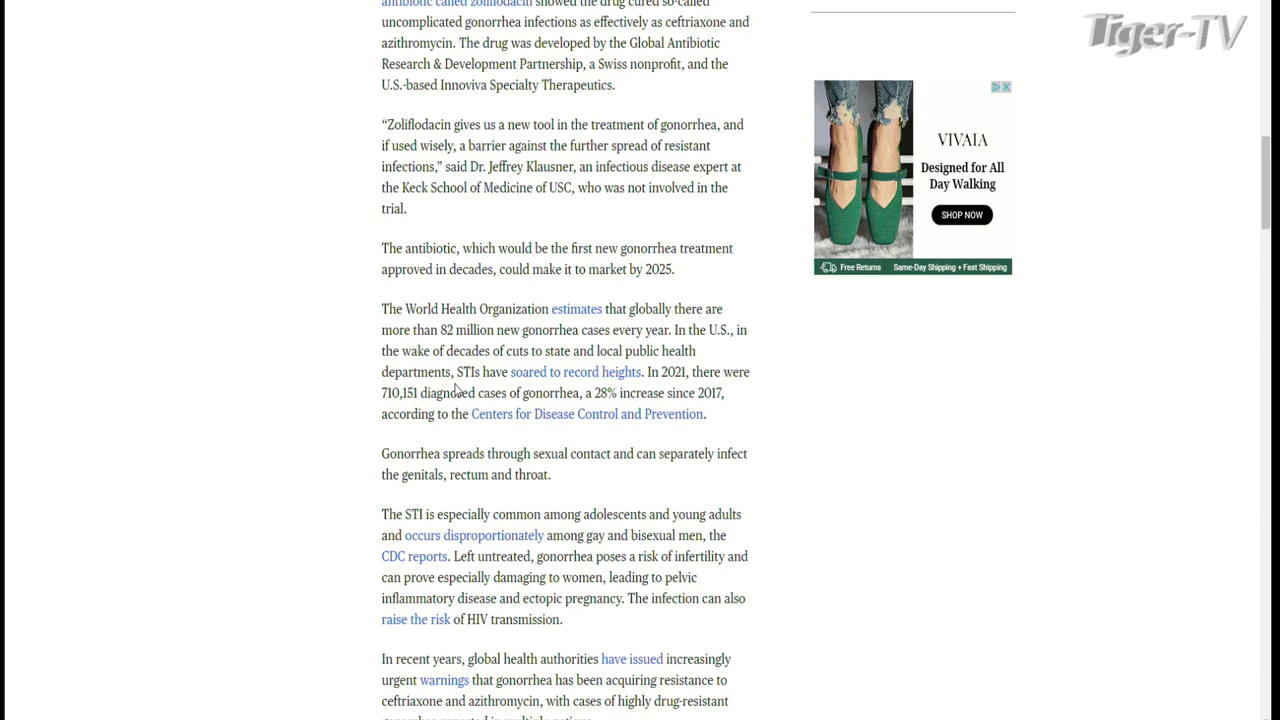 antibiotic called zoliflodacin showed the drug cured so-called
uncomplicated gonorrhea infections as effectively as ceftriaxone and
azithromycin. The drug was developed by the Global Antibiotic
Research & Development Partnership, a Swiss nonprofit, and the
U.S.-based Innoviva Specialty Therapeutics.
“Zoliflodacin gives us a new tool in the treatment of gonorrhea, and
if used wisely, a barrier against the further spread of resistant
infections,” said Dr. Jeffrey Klausner, an infectious disease expert at
the Keck School of Medicine of USC, who was not involved in the
trial.
The antibiotic, which would be the first new gonorrhea treatment
approved in decades, could make it to market by 2025.
The World Health Organization estimates that globally there are
more than 82 million new gonorrhea cases every year. In the U.S., in
the wake of decades of cuts to state and local public health
departments, STIs have soared to record heights. In 2021, there were
710,151 diagnosed cases of gonorrhea, a 28% increase since 2017,
according to the Centers for Disease Control and Prevention.
Gonorrhea spreads through sexual contact and can separately infect
the genitals, rectum and throat.
The STI is especially common among adolescents and young adults
and occurs disproportionately among gay and bisexual men, the
CDC reports. Left untreated, gonorrhea poses a risk of infertility and
can prove especially damaging to women, leading to pelvic
inflammatory disease and ectopic pregnancy. The infection can also
raise the risk of HIV transmission.
In recent years, global health authorities have issued increasingly
urgent warnings that gonorrhea has been acquiring resistance to
ceftriaxone and azithromycin, with cases of highly drug-resistant
gonorrhea reported in multiple nations.
Tiger-TV
VIVAIA
Designed for All
Day Walking
SHOP NOW
Free Returns Same-Day Shipping + Fast Shipping